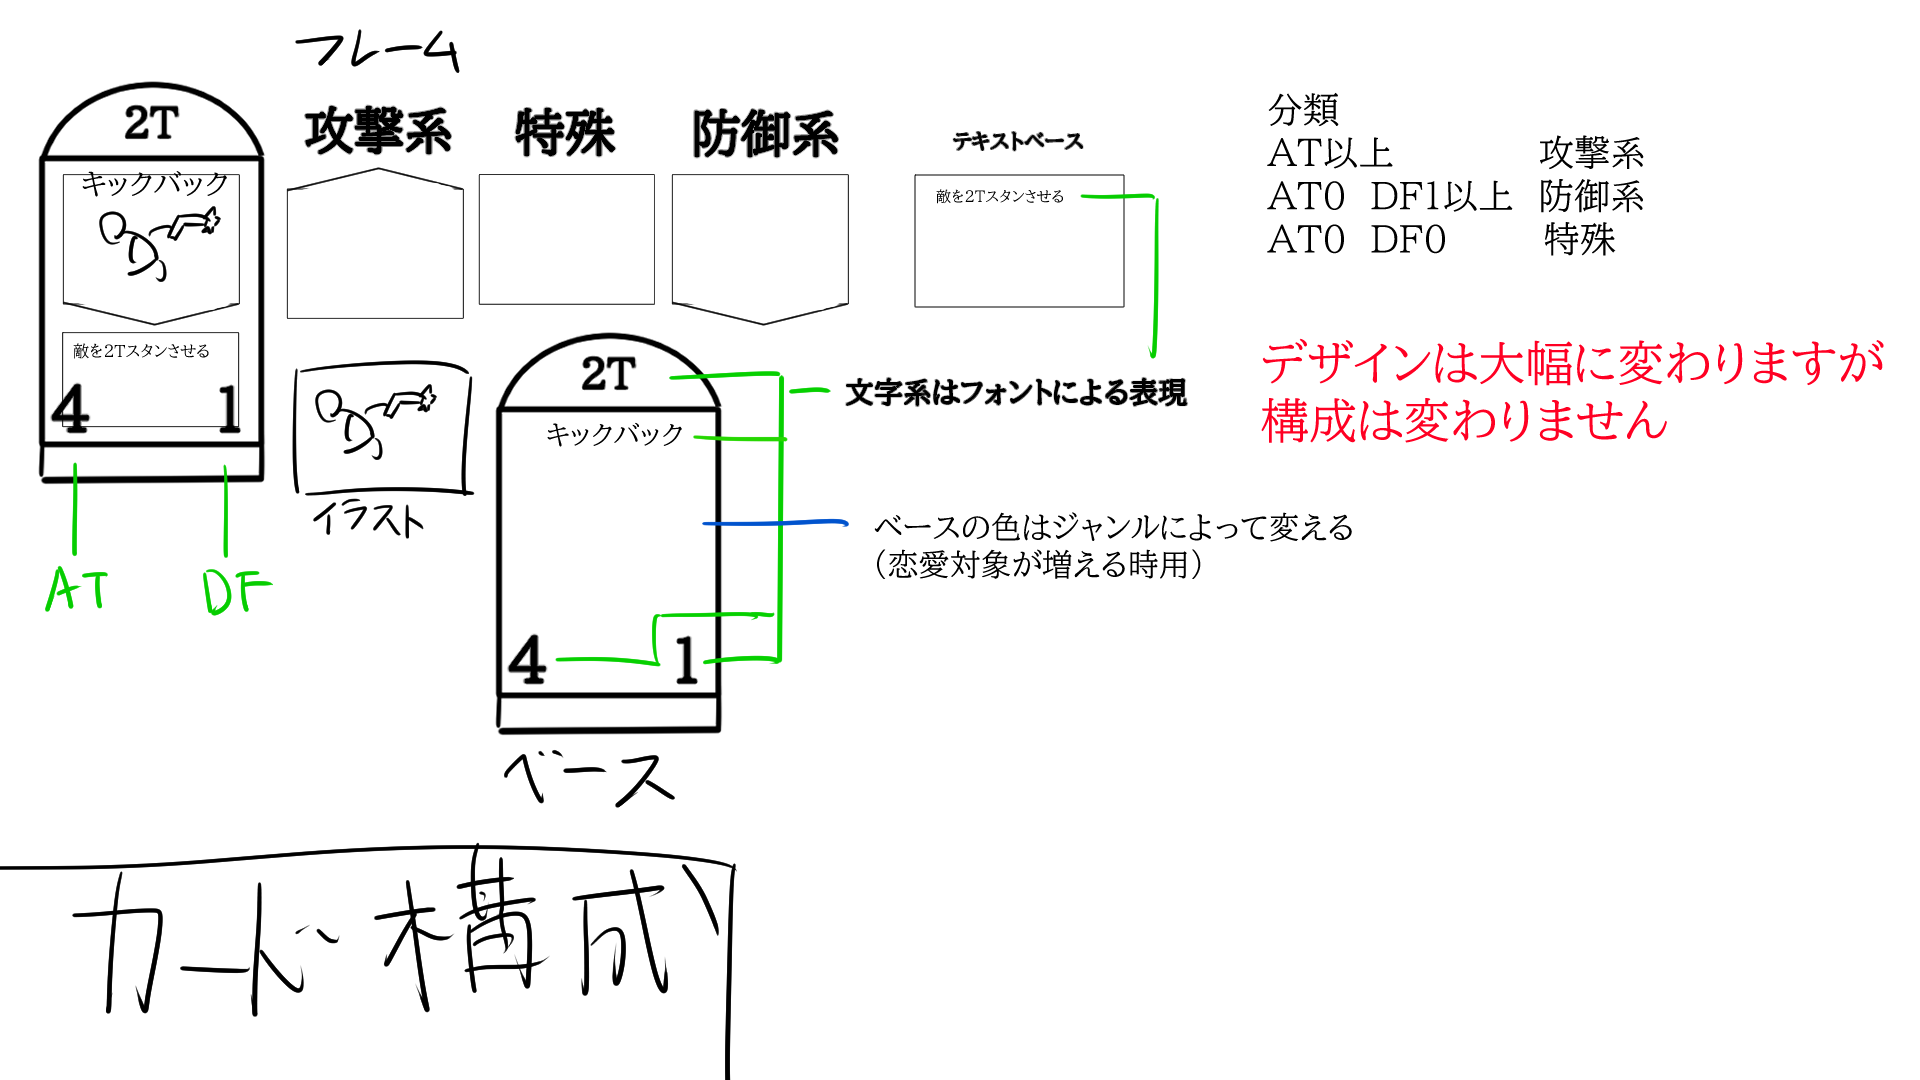 フレーム
2T
キックバック
敵を2Tスタンさせる
4 1
AT DF
攻撃系 特殊 防御系 テキストベース
敵を2Tスタンさせる
イラスト
2T
キックバック
4 1
ベース
文字系はフォントによる表現
ベースの色はジャンルによって変える
（恋愛対象が増える時用）
分類
AT以上 攻撃系
AT0 DF1以上 防御系
AT0 DF0 特殊
デザインは大幅に変わりますが
構成は変わりません
カード構成